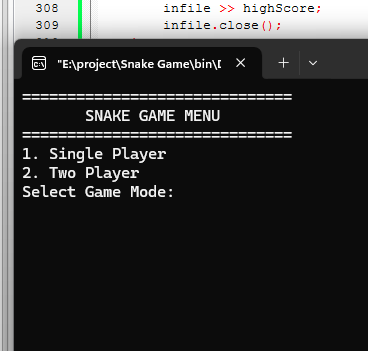 308 infile >> highScore;
309 infile.close();
"E:\project\Snake Game\bin\D
==============================
SNAKE GAME MENU
==============================
1. Single Player
2. Two Player
Select Game Mode: